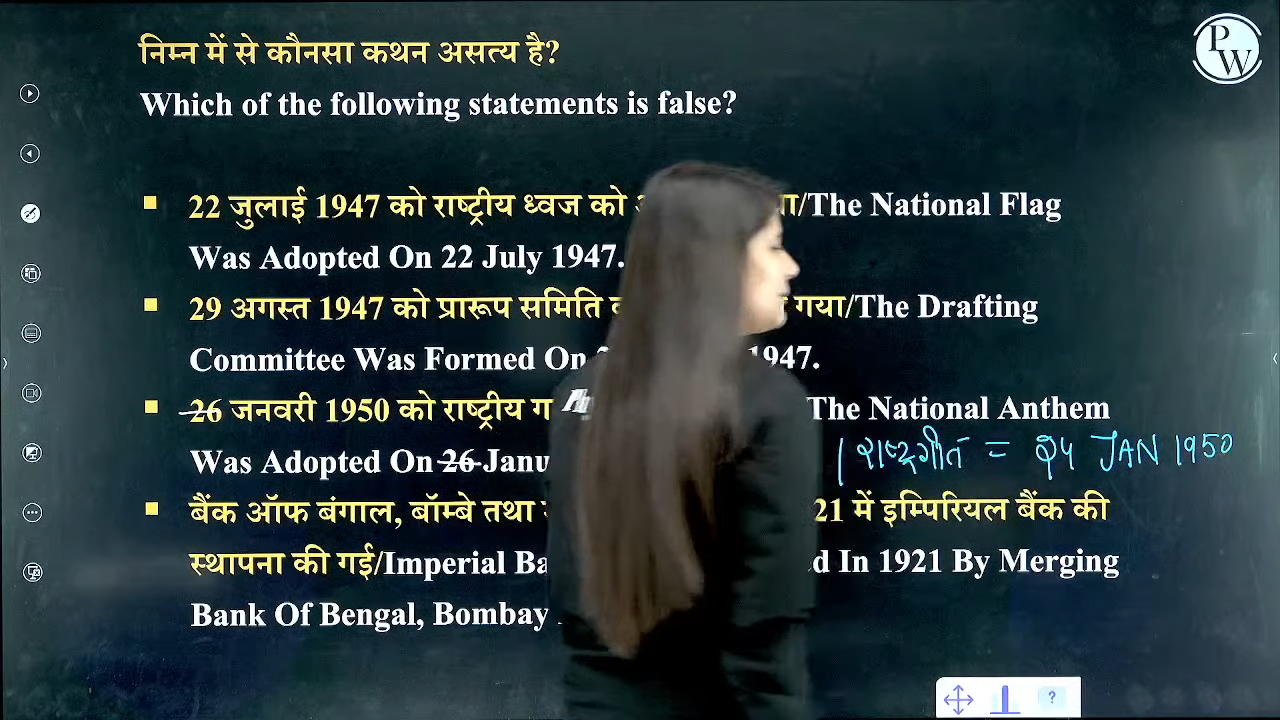 निम्न में से कौनसा कथन असत्य है?
Which of the following statements is false?
PW
22 जुलाई 1947 को राष्ट्रीय ध्वज को /The National Flag
Was Adopted On 22 July 1947.
29 अगस्त 1947 को प्रारूप समिति गया/The Drafting
Committee Was Formed On 1947.
26 जनवरी 1950 को राष्ट्रीय The National Anthem
Was Adopted On 26
राष्ट्रगीत = 24 JAN 1950
बैंक ऑफ बंगाल, बॉम्बे तथा 21 में इम्पिरियल बैंक की
स्थापना की गई/Imperial In 1921 By Merging
Bank Of Bengal, Bombay